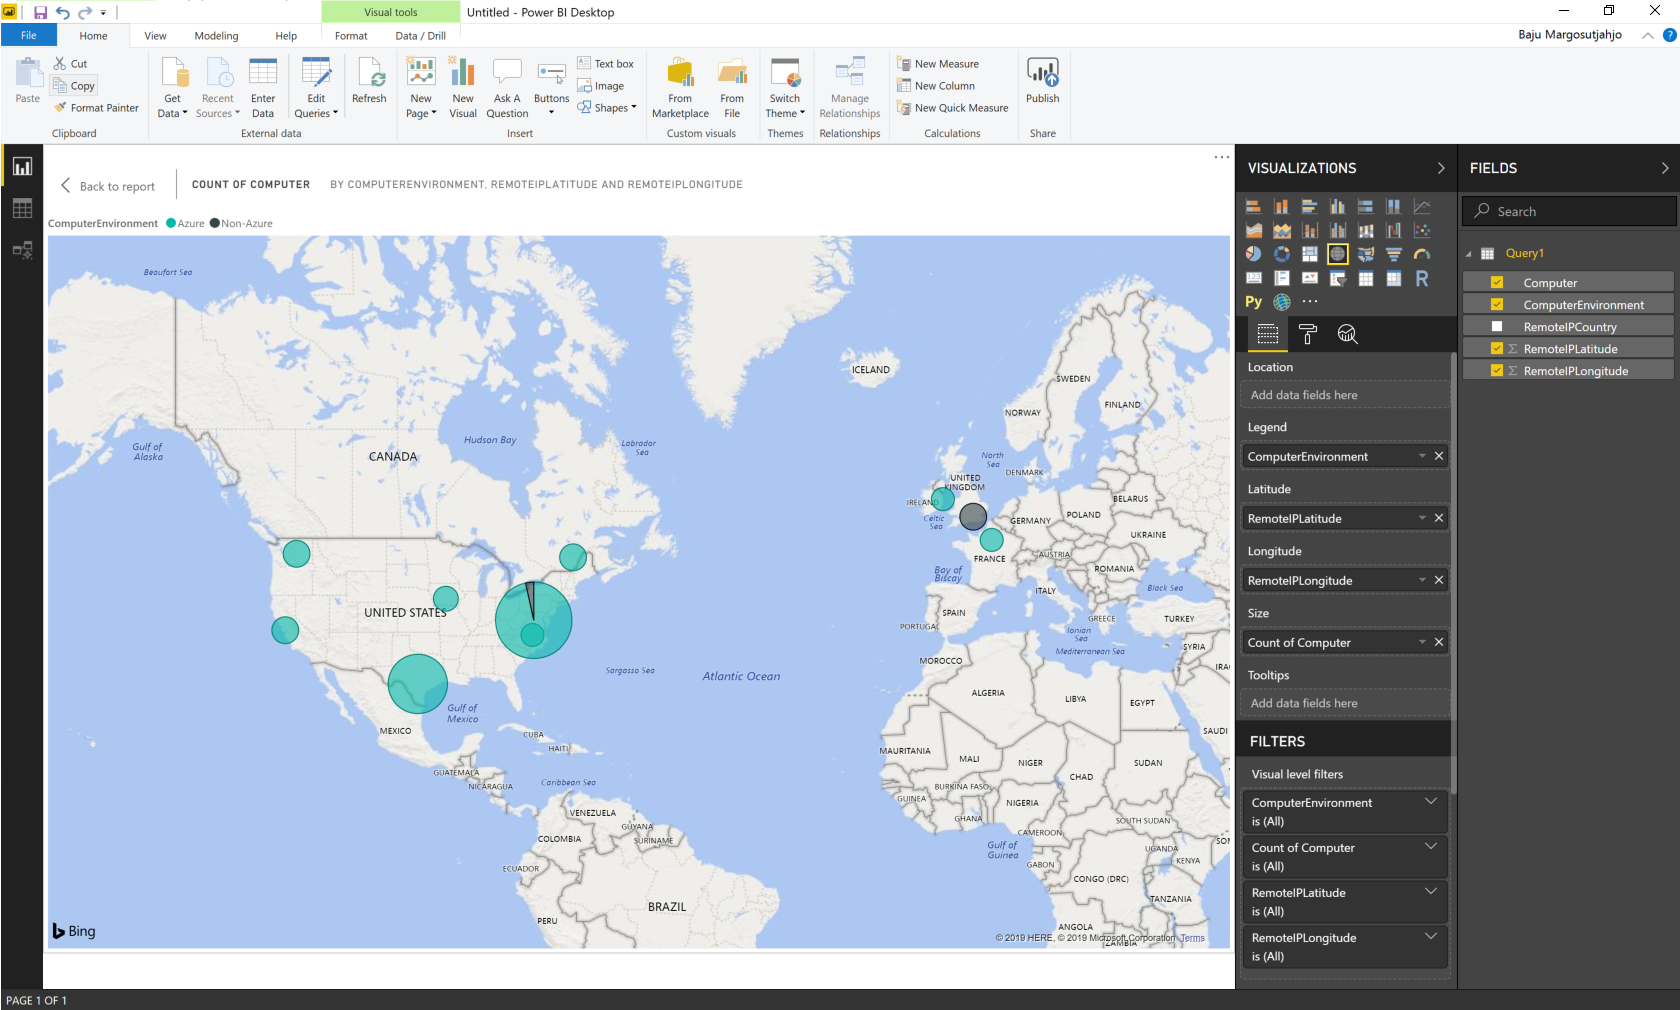 Visual tools
Untitled - Power BI Desktop
File
Home
View
Modeling
Help
Format
Data / Drill
Baju Margosutjahjo
?
Paste
Cut
Copy
Format Painter
Clipboard
Get Data
Recent Sources
Enter Data
External data
Edit Queries
Refresh
New Page
New Visual
Ask A Question
Buttons
Text box
Image
Shapes
Insert
From Marketplace
From File
Custom visuals
Switch Theme
Themes
Manage Relationships
Relationships
New Measure
New Column
New Quick Measure
Calculations
Publish
Share
Back to report
COUNT OF COMPUTER
BY COMPUTERENVIRONMENT, REMOTEIPLATITUDE AND REMOTEIPLONGITUDE
ComputerEnvironment
Azure
Non-Azure
Beaufort Sea
ICELAND
SWEDEN
FINLAND
NORWAY
Gulf of Alaska
Hudson Bay
Labrador Sea
CANADA
North Sea
DENMARK
UNITED KINGDOM
IRELAND
Celtic Sea
BELARUS
POLAND
GERMANY
UKRAINE
FRANCE
AUSTRIA
ROMANIA
Bay of Biscay
Black Sea
ITALY
UNITED STATES
SPAIN
PORTUGAL
GREECE
TURKEY
Ionian Sea
Mediterranean Sea
SYRIA
IRA
MOROCCO
Sargasso Sea
Atlantic Ocean
ALGERIA
LIBYA
EGYPT
Gulf of Mexico
MEXICO
CUBA
HAITI
SAUDI
MAURITANIA
MALI
NIGER
SUDAN
CHAD
GUATEMALA
NICARAGUA
Caribbean Sea
BURKINA FASO
GUINEA
NIGERIA
GHANA
SOUTH SUDAN
CAMEROON
VENEZUELA
GUYANA
SURINAME
COLOMBIA
Gulf of Guinea
GABON
UGANDA
KENYA
SOM
ECUADOR
CONGO (DRC)
TANZANIA
BRAZIL
PERU
ANGOLA
ZAMBIA
Bing
© 2019 HERE, © 2019 Microsoft Corporation
Terms
VISUALIZATIONS
123
R
Py
Location
Add data fields here
Legend
ComputerEnvironment
Latitude
RemoteIPLatitude
Longitude
RemoteIPLongitude
Size
Count of Computer
Tooltips
Add data fields here
FILTERS
Visual level filters
ComputerEnvironment
is (All)
Count of Computer
is (All)
RemoteIPLatitude
is (All)
RemoteIPLongitude
is (All)
FIELDS
Search
Query1
Computer
ComputerEnvironment
RemoteIPCountry
Σ RemoteIPLatitude
Σ RemoteIPLongitude
PAGE 1 OF 1